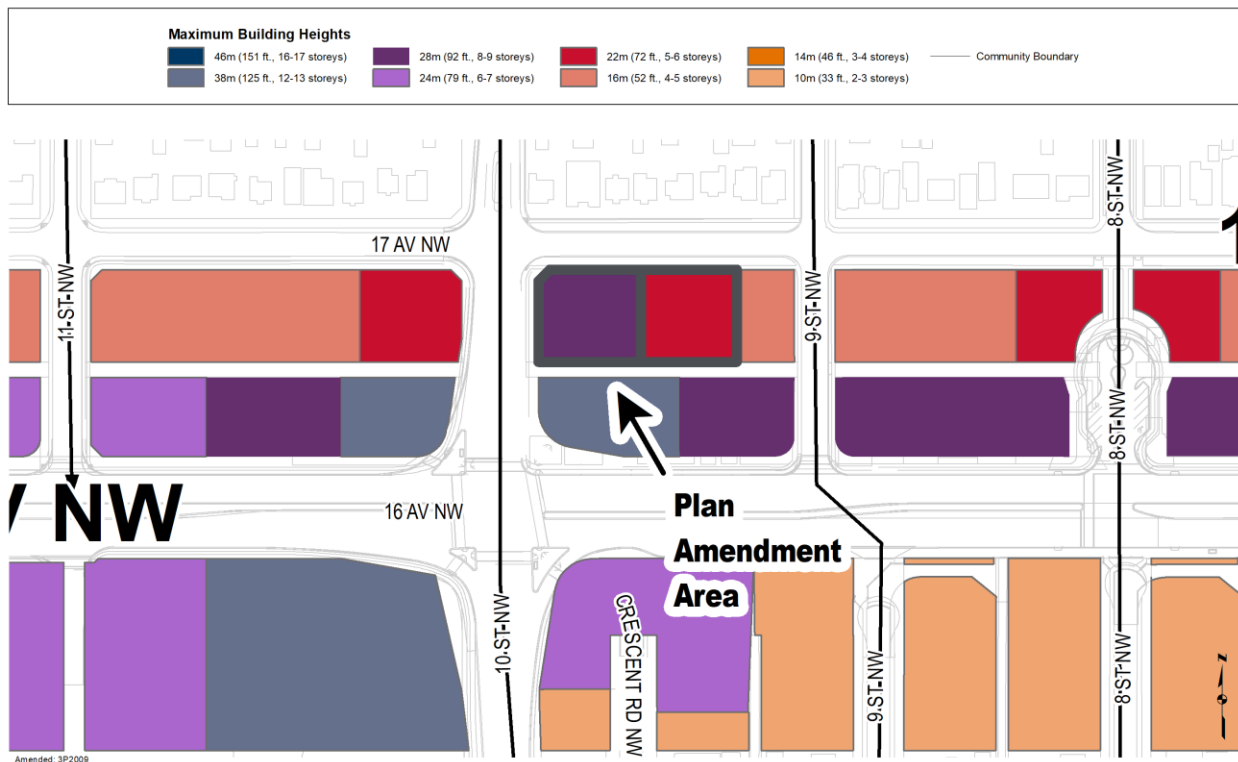 Maximum Building Heights
46m (151 ft., 16-17 storeys)
28m (92 ft., 8-9 storeys)
22m (72 ft., 5-6 storeys)
14m (46 ft., 3-4 storeys)
Community Boundary
38m (125 ft., 12-13 storeys)
24m (79 ft., 6-7 storeys)
16m (52 ft., 4-5 storeys)
10m (33 ft., 2-3 storeys)
8 ST NW
1
17 AV NW
11 ST NW
9 ST NW
8 ST NW
NW
16 AV NW
Plan
Amendment
Area
CRESCENT RD NW
10 ST NW
9 ST NW
8 ST NW
z
Amended: 3P2009